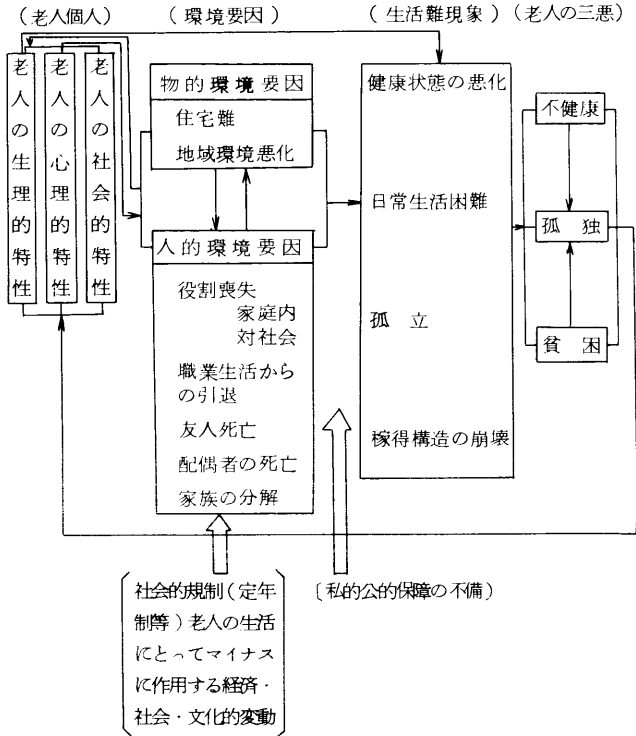 （老人個人）
（環境要因）
（生活難現象）
（老人の三悪）
老人の生理的特性
老人の心理的特性
老人の社会的特性
物的環境要因
住宅難
地域環境悪化
人的環境要因
役割喪失
家庭内
対社会
職業生活から
の引退
友人死亡
配偶者の死亡
家族の分解
健康状態の悪化
日常生活困難
孤立
稼得構造の崩壊
不健康
孤独
貧困
社会的規制（定年
制等）老人の生活
にとってマイナス
に作用する経済・
社会・文化的変動
〔私的公的保障の不備）